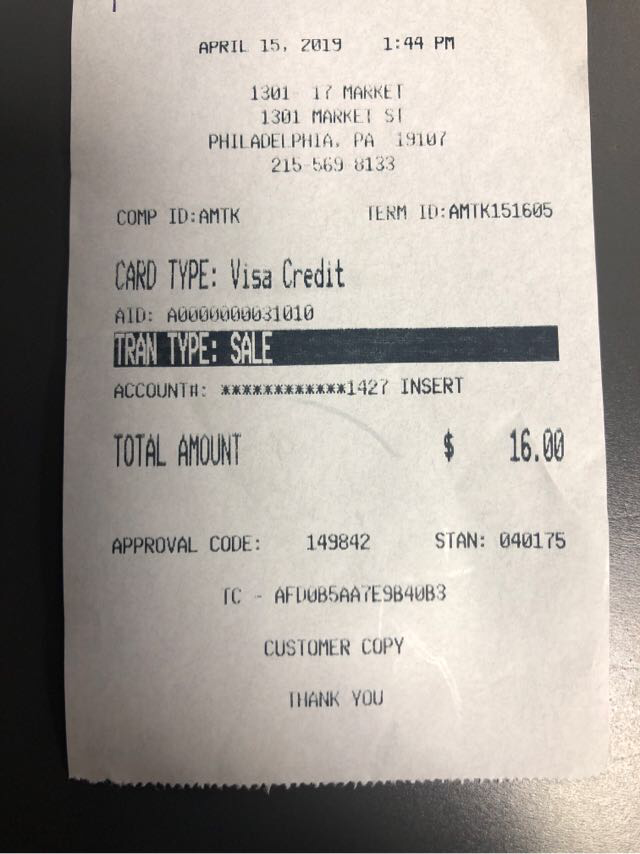 APRIL 15, 2019 1:44 PM
1301 17 MARKET
1301 MARKET ST
PHILADELPHIA, PA 19107
215 569 8133
COMP ID:AMTK TERM ID:AMTK151605
CARD TYPE: Visa Credit
AID: A0000000031010
TRAN TYPE: SALE
ACCOUNT#: ************1427 INSERT
TOTAL AMOUNT $ 16.00
APPROVAL CODE: 149842 STAN: 040175
TC - AFD0B5AA7E9B40B3
CUSTOMER COPY
THANK YOU